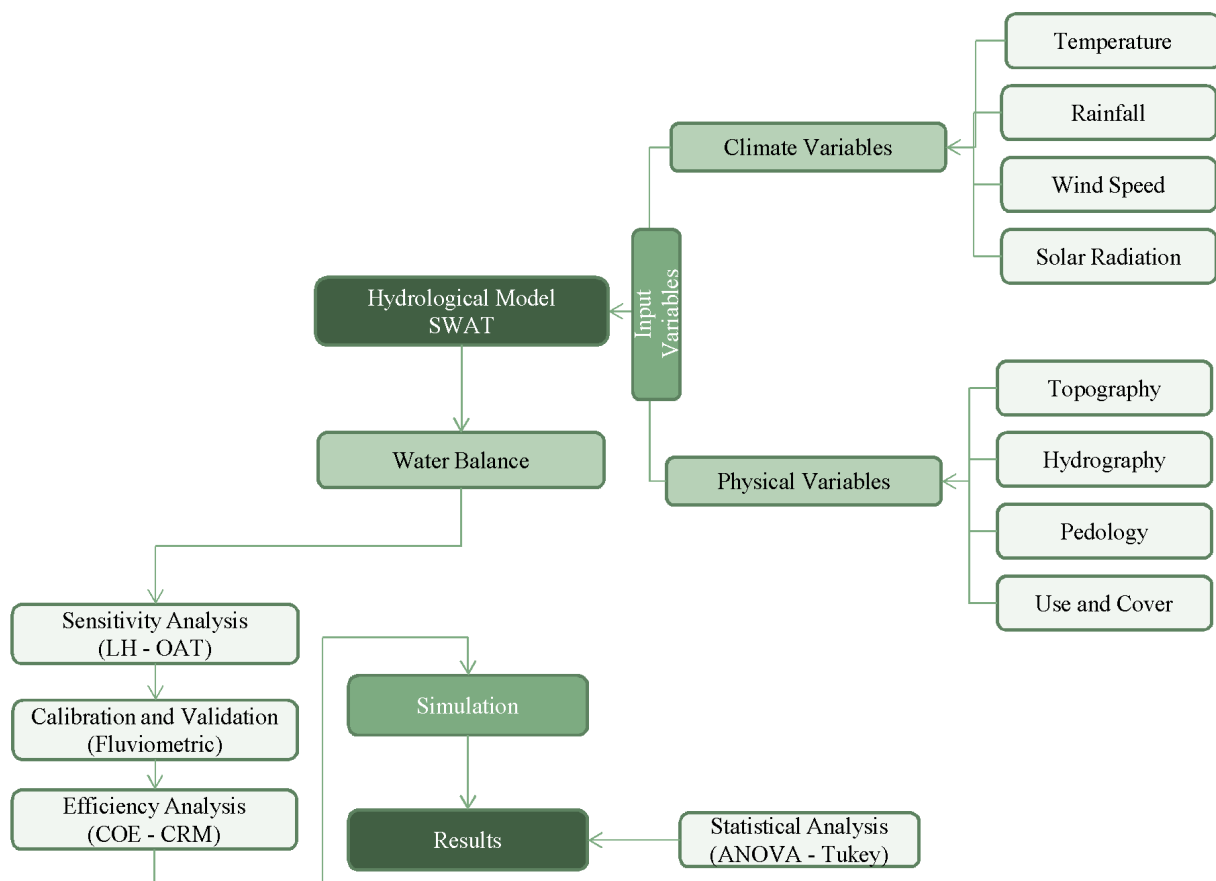 Temperature
Rainfall
Climate Variables
Wind Speed
Solar Radiation
Input
Variables
Hydrological Model
SWAT
Topography
Hydrography
Water Balance
Physical Variables
Pedology
Use and Cover
Sensitivity Analysis
(LH - OAT)
Simulation
Calibration and Validation
(Fluviometric)
Efficiency Analysis
(COE - CRM)
Results
Statistical Analysis
(ANOVA - Tukey)